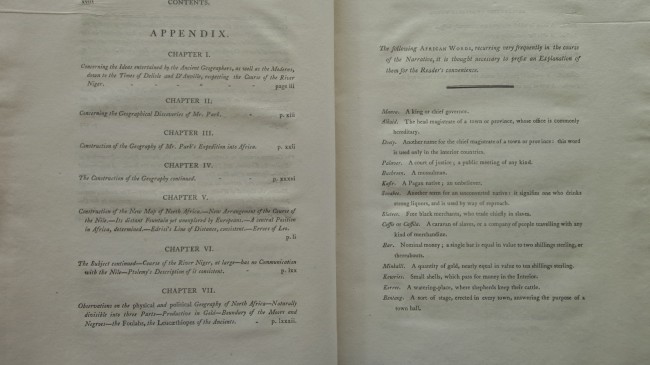 CONTENTS.
APPENDIX.
CHAPTER I.
Concerning the Ideas entertained by the Ancient Geographers, as well as the Moderns,
down to the Times of Delisle and D'Anville, respecting the Course of the River
Niger. page iii
CHAPTER II.
Concerning the Geographical Discoveries of Mr. Park. p. xiii
CHAPTER III.
Construction of the Geography of Mr. Park's Expedition into Africa. p. xxii
CHAPTER IV.
The Construction of the Geography continued. p. xxxvi
CHAPTER V.
Construction of the New Map of North Africa.—New Arrangement of the Course of
the Nile.—Its distant Fountain yet unexplored by Europeans.—A central Position
in Africa, determined.—Edrisi's Line of Distance, consistent.—Errors of Leo.
p. li
CHAPTER VI.
The Subject continued.—Course of the River Niger, at large—has no Communication
with the Nile—Ptolemy's Description of it consistent. p. lxx
CHAPTER VII.
Observations on the physical and political Geography of North Africa—Naturally
divisible into three Parts—Productive in Gold—Boundary of the Moors and
Negroes—the Foulahs, the Leucæthiopes of the Ancients. p. lxxxii.
The following AFRICAN WORDS, recurring very frequently in the course
of the Narrative, it is thought necessary to prefix an Explanation of
them for the Reader's convenience.
Mansa. A king or chief governor.
Alkaid. The head magistrate of a town or province, whose office is commonly
hereditary.
Dooty. Another name for the chief magistrate of a town or province: this word
is used only in the interior countries.
Palaver. A court of justice; a public meeting of any kind.
Bushreen. A mussulman.
Kafir. A Pagan native; an unbeliever.
Sonakie. Another term for an unconverted native: it signifies one who drinks
strong liquors, and is used by way of reproach.
Slatees. Free black merchants, who trade chiefly in slaves.
Coffle or Caffila. A caravan of slaves, or a company of people travelling with any
kind of merchandize.
Bar. Nominal money; a single bar is equal in value to two shillings sterling, or
thereabouts.
Minkalli. A quantity of gold, nearly equal in value to ten shillings sterling.
Kowries. Small shells, which pass for money in the Interior.
Korree. A watering-place, where shepherds keep their cattle.
Bentang. A sort of stage, erected in every town, answering the purpose of a
town hall.